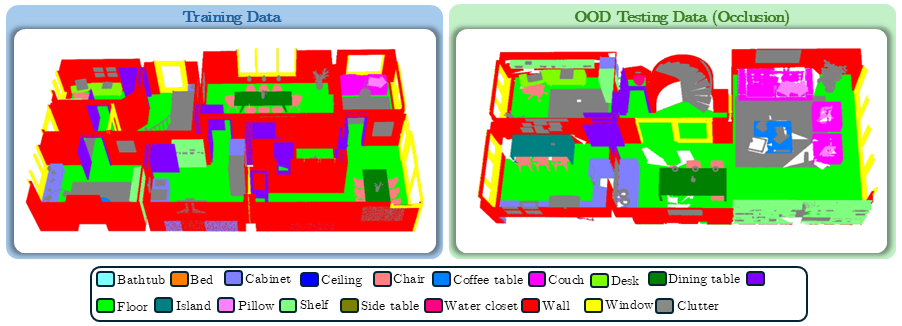 Training Data
OOD Testing Data (Occlusion)
Bathtub Bed Cabinet Ceiling Chair Coffee table Couch Desk Dining table
Floor Island Pillow Shelf Side table Water closet Wall Window Clutter